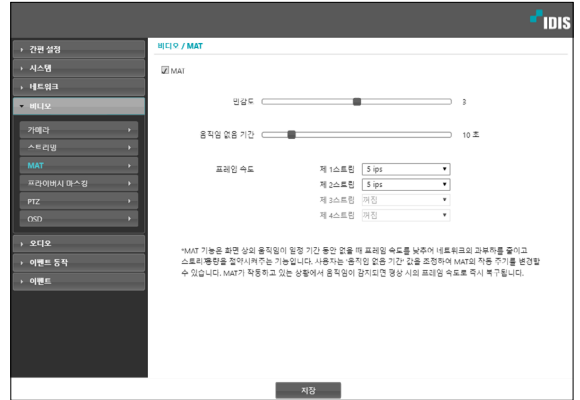 IDIS
간편 설정
시스템
네트워크
비디오
카메라
스트리밍
MAT
프라이버시 마스킹
PTZ
OSD
오디오
이벤트 동작
이벤트
비디오 / MAT
MAT
민감도 3
움직임 없음 기간 10 초
프레임 속도 제 1스트림 5 ips
제 2스트림 5 ips
제 3스트림 꺼짐
제 4스트림 꺼짐
*MAT 기능은 화면 상의 움직임이 일정 기간 동안 없을 때 프레임 속도를 낮추어 네트워크의 과부하를 줄이고
스토리지용량을 절약시켜주는 기능입니다. 사용자는 '움직임 없음 기간' 값을 조정하여 MAT의 작동 주기를 변경할
수 있습니다. MAT가 작동하고 있는 상황에서 움직임이 감지되면 평상 시의 프레임 속도로 즉시 복구됩니다.
저장